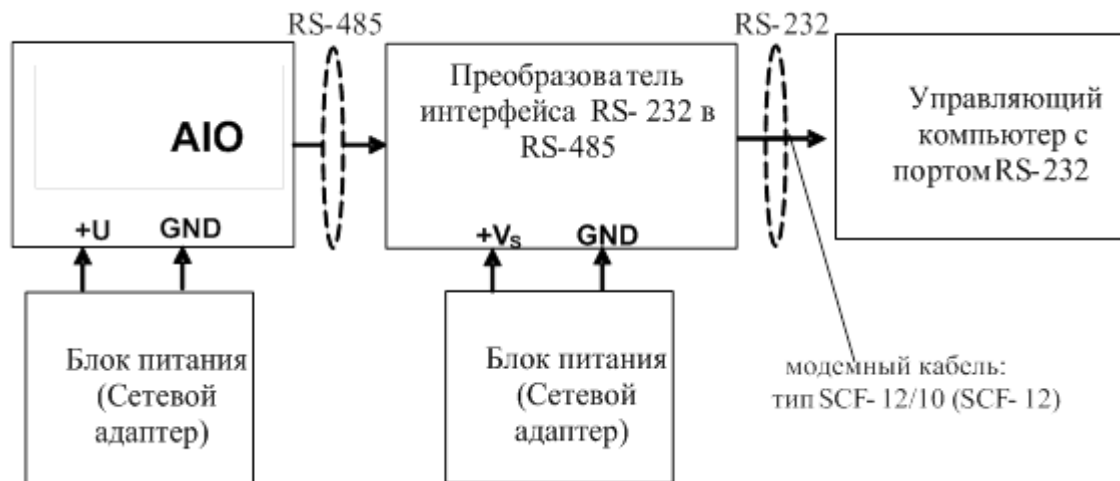 RS-485
RS-232
AIO
+U GND
Преобразователь
интерфейса RS- 232 в
RS-485
+VS GND
Управляющий
компьютер с
портом RS-232
Блок питания
(Сетевой
адаптер)
Блок питания
(Сетевой
адаптер)
модемный кабель:
тип SCF- 12/10 (SCF- 12)